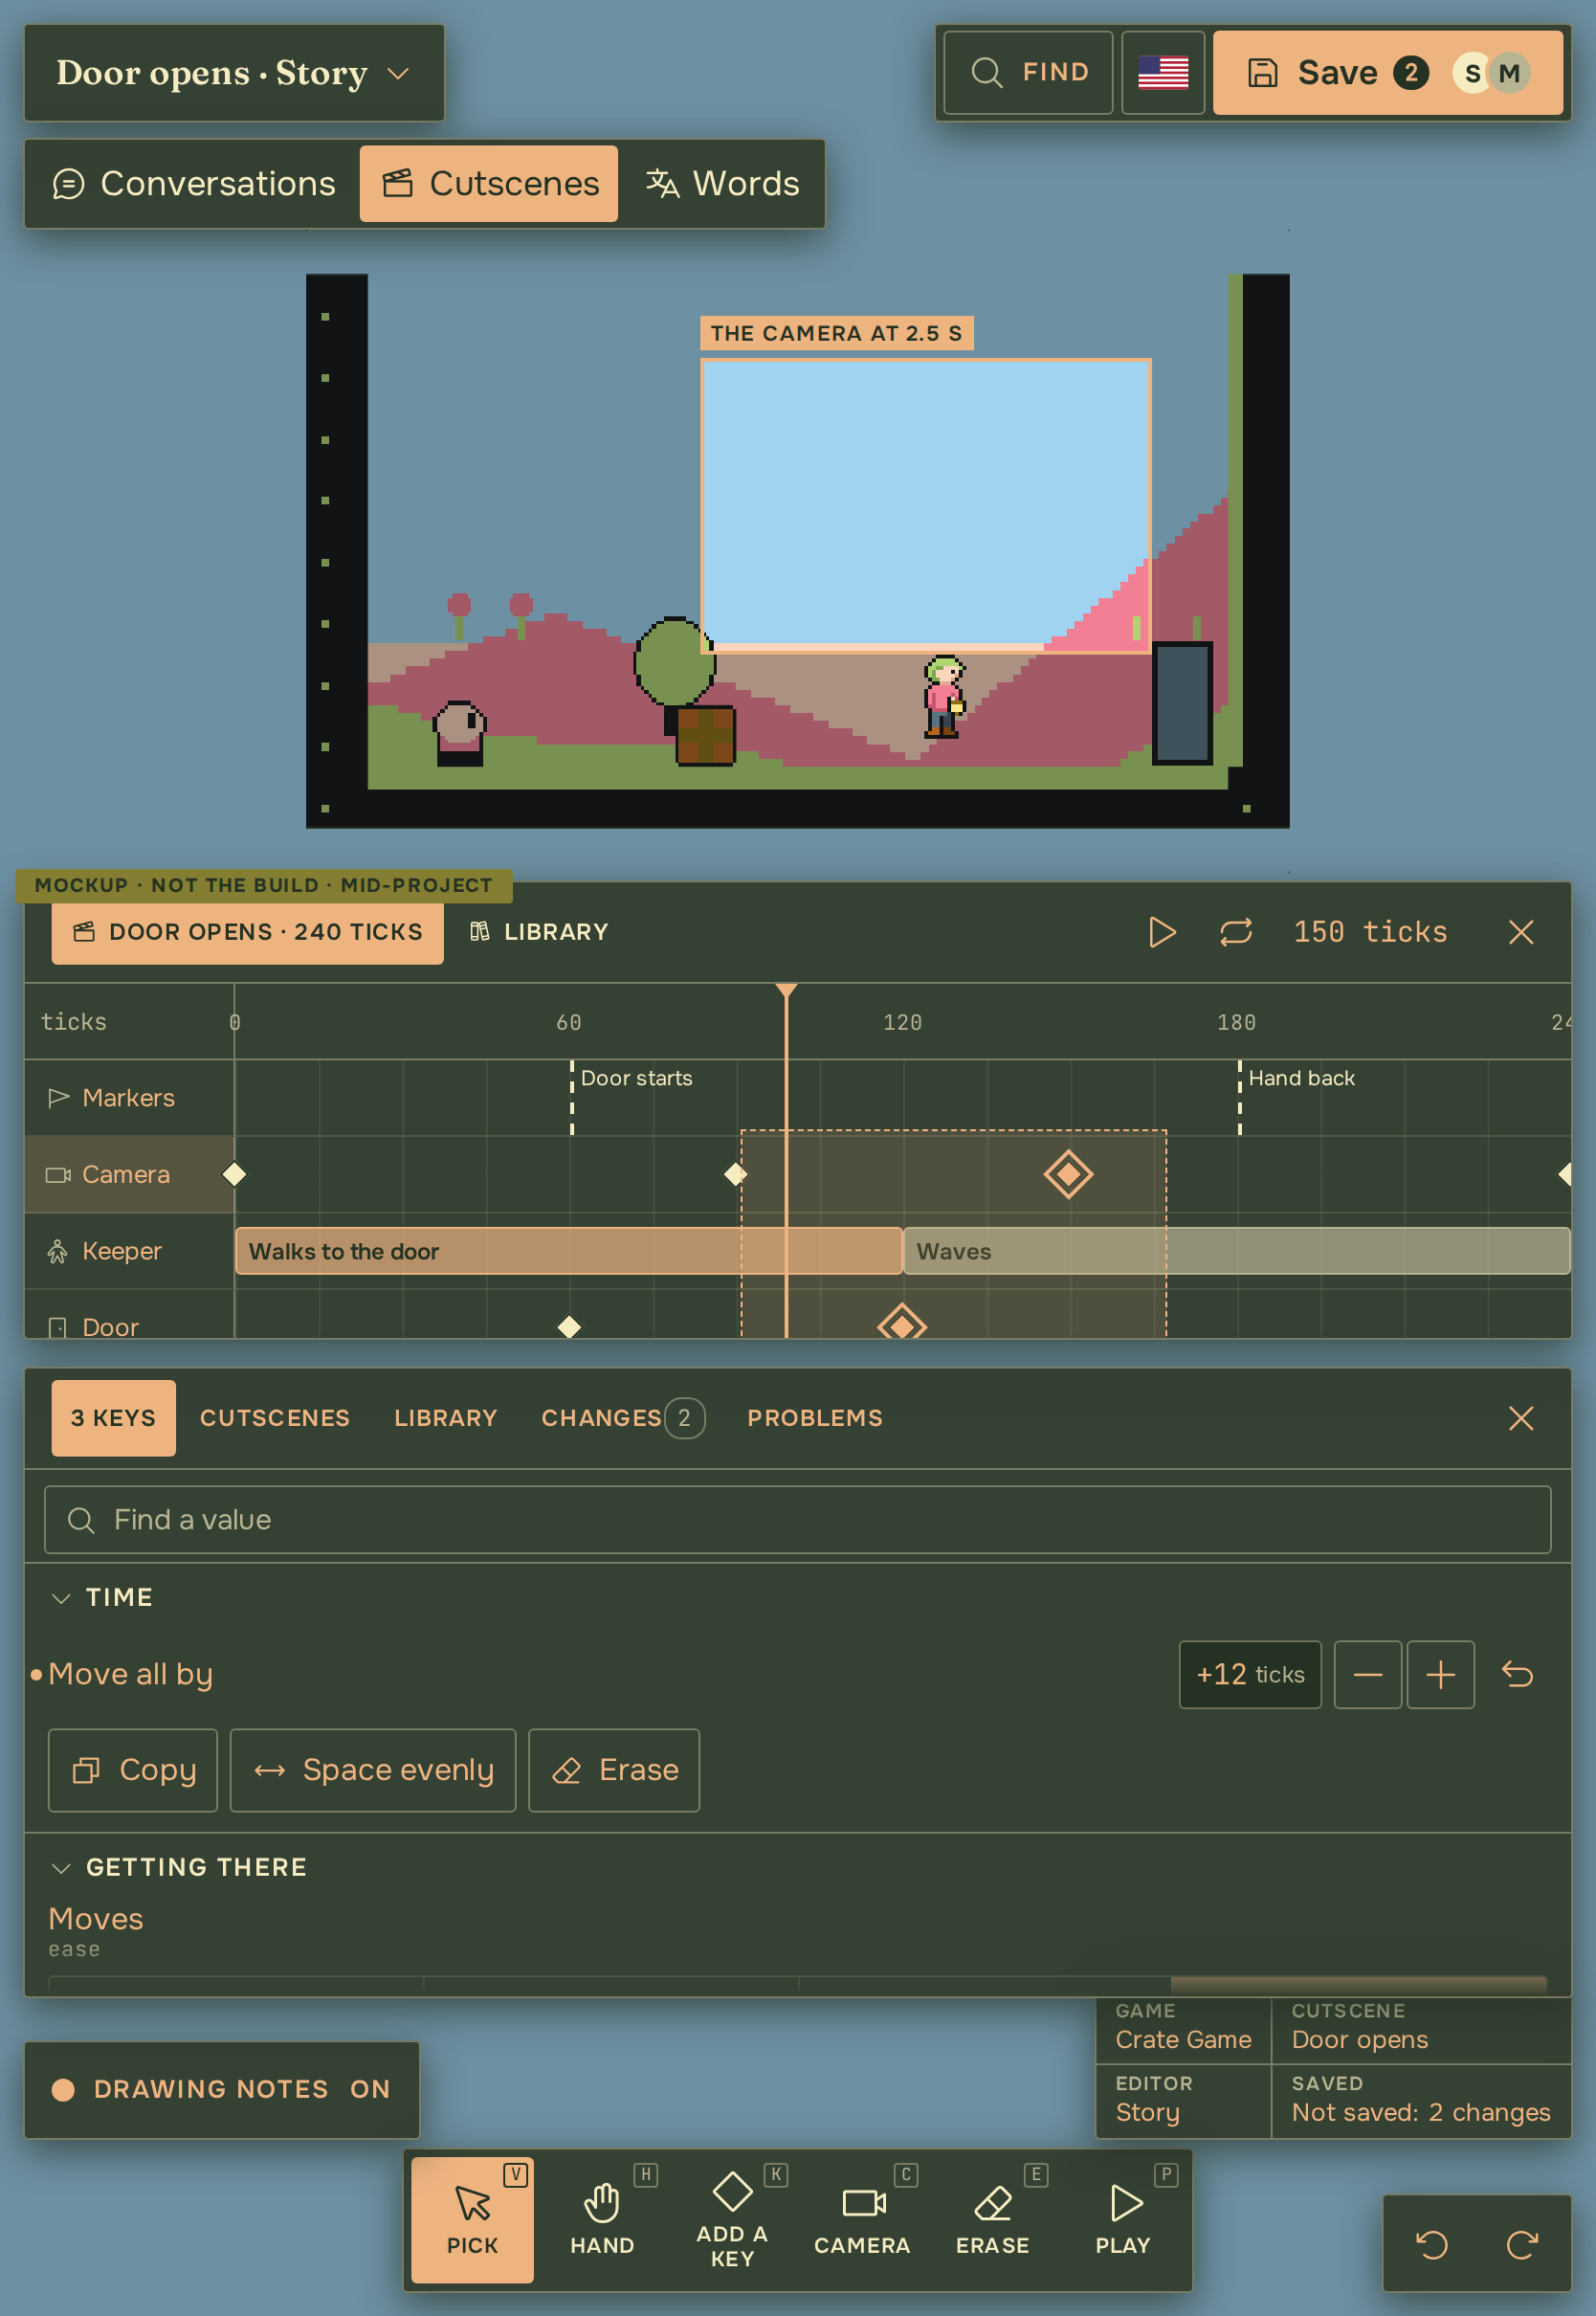 Door opens · Story
FIND
Save 2 S M
Conversations
Cutscenes
Words
THE CAMERA AT 2.5 S
MOCKUP · NOT THE BUILD · MID-PROJECT
DOOR OPENS · 240 TICKS
LIBRARY
150 ticks
ticks 0 60 120 180 24
Markers
Door starts
Hand back
Camera
Keeper
Walks to the door
Waves
Door
3 KEYS
CUTSCENES
LIBRARY
CHANGES 2
PROBLEMS
Find a value
TIME
Move all by
+12 ticks
Copy
Space evenly
Erase
GETTING THERE
Moves
ease
GAME
Crate Game
CUTSCENE
Door opens
EDITOR
Story
SAVED
Not saved: 2 changes
DRAWING NOTES ON
V
PICK
H
HAND
K
ADD A
KEY
C
CAMERA
E
ERASE
P
PLAY